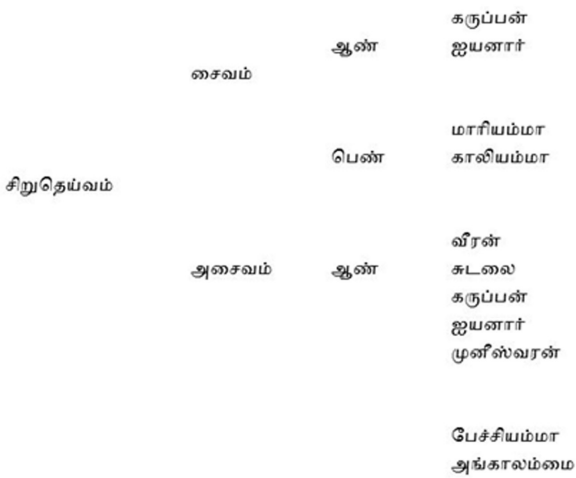 கருப்பன்
ஆண் ஐயனார்
சைவம்
மாரியம்மா
பெண் காலியம்மா
சிறுதெய்வம்
வீரன்
அசைவம் ஆண் சுடலை
கருப்பன்
ஐயனார்
முனீஸ்வரன்
பேச்சியம்மா
அங்காலம்மை